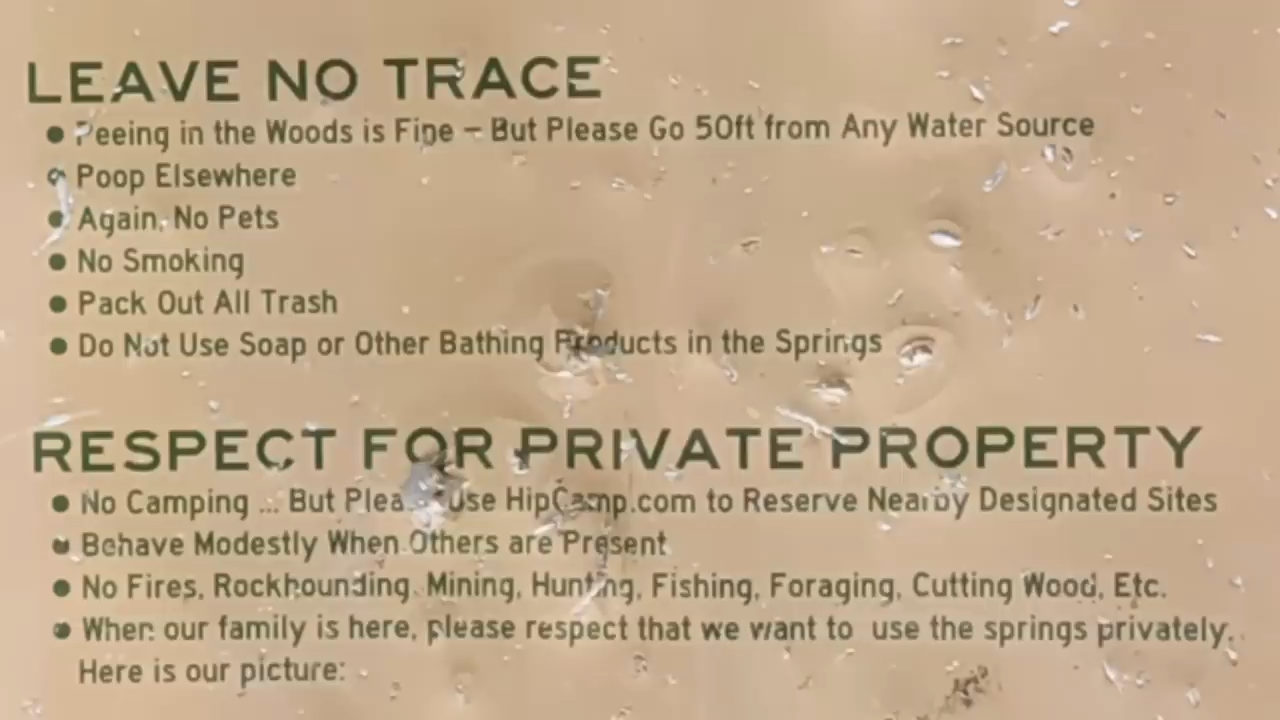 LEAVE NO TRACE
● Peeing in the Woods is Fine – But Please Go 50ft from Any Water Source
● Poop Elsewhere
● Again, No Pets
● No Smoking
● Pack Out All Trash
● Do Not Use Soap or Other Bathing Products in the Springs
RESPECT FOR PRIVATE PROPERTY
● No Camping ... But Please Use HipCamp.com to Reserve Nearby Designated Sites
● Behave Modestly When Others are Present
● No Fires, Rockhounding, Mining, Hunting, Fishing, Foraging, Cutting Wood, Etc.
● When our family is here, please respect that we want to use the springs privately.
Here is our picture: